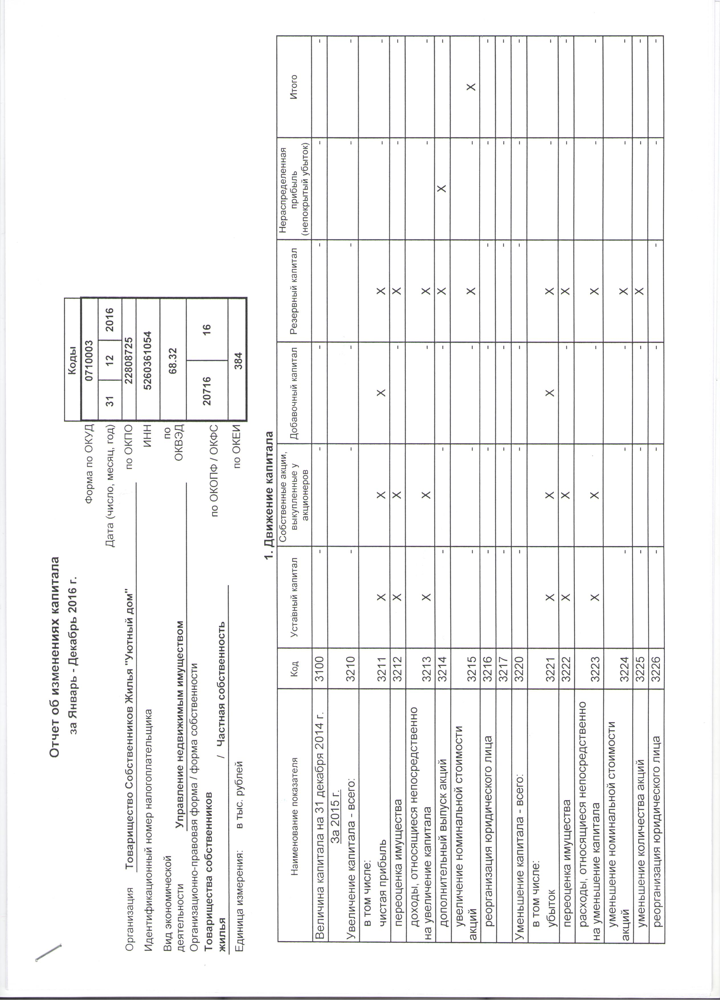 Отчет об изменениях капитала
за Январь - Декабрь 2016 г.
Коды
Форма по ОКУД 0710003
Дата (число, месяц, год) 31 12 2016
Организация Товарищество Собственников Жилья "Уютный дом" по ОКПО 22808725
Идентификационный номер налогоплательщика ИНН 5260361054
Вид экономической
деятельности Управление недвижимым имуществом по
ОКВЭД 68.32
Организационно-правовая форма / форма собственности
Товарищества собственников
жилья / Частная собственность по ОКОПФ / ОКФС 20716 16
Единица измерения: в тыс. рублей по ОКЕИ 384
1. Движение капитала
Наименование показателя Код Уставный капитал Собственные акции, выкупленные у акционеров Добавочный капитал Резервный капитал Нераспределенная прибыль (непокрытый убыток) Итого
Величина капитала на 31 декабря 2014 г. 3100 - - - - - -
За 2015 г.
Увеличение капитала - всего: 3210 - - - - - -
в том числе:
чистая прибыль 3211 X X X X - -
переоценка имущества 3212 X X - X - -
доходы, относящиеся непосредственно
на увеличение капитала 3213 X X - X - -
дополнительный выпуск акций 3214 - - - X X -
увеличение номинальной стоимости
акций 3215 - - - X - X
реорганизация юридического лица 3216 - - - - - -
3217 - - - - - -
Уменьшение капитала - всего: 3220 - - - - - -
в том числе:
убыток 3221 X X X X - -
переоценка имущества 3222 X X - X - -
расходы, относящиеся непосредственно
на уменьшение капитала 3223 X X - X - -
уменьшение номинальной стоимости
акций 3224 - - - X - -
уменьшение количества акций 3225 - - - X - -
реорганизация юридического лица 3226 - - - - - -